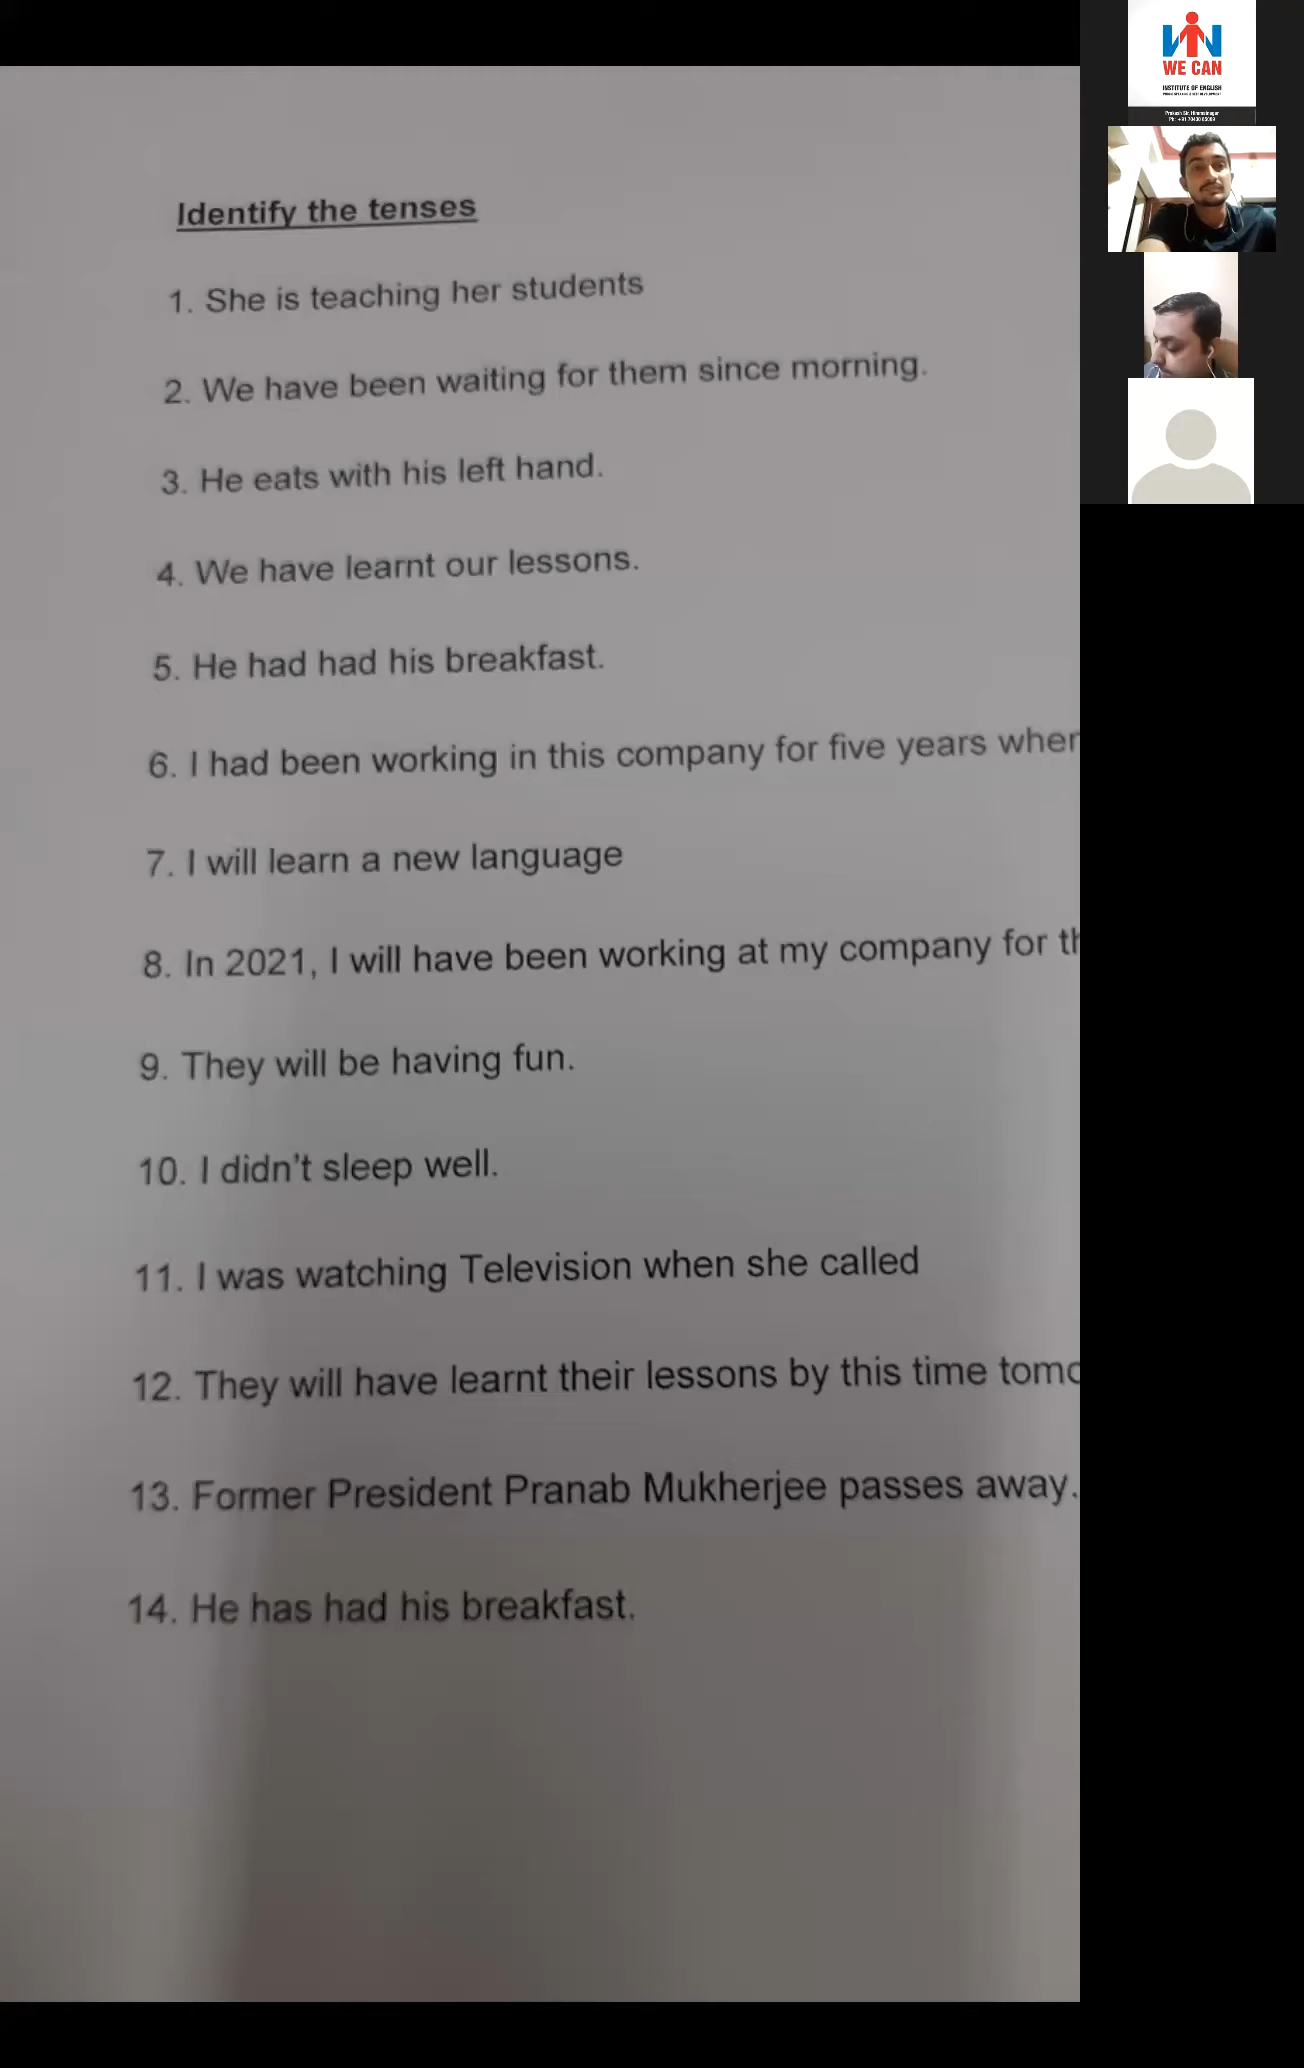 Identify the tenses
1. She is teaching her students
2. We have been waiting for them since morning.
3. He eats with his left hand.
4. We have learnt our lessons.
5. He had had his breakfast.
6. I had been working in this company for five years
7. I will learn a new language
8. In 2021, I will have been working at my company for
9. They will be having fun.
10. I didn't sleep well.
11. I was watching Television when she called
12. They will have learnt their lessons by this time
13. Former President Pranab Mukherjee passes away.
14. He has had his breakfast.
WE CAN
INSTITUTE OF ENGLISH